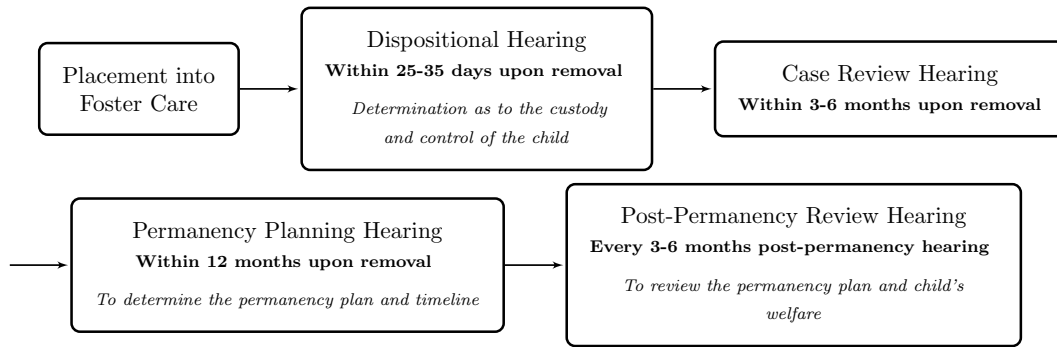 Placement into
Foster Care
Dispositional Hearing
Within 25-35 days upon removal
Determination as to the custody
and control of the child
Case Review Hearing
Within 3-6 months upon removal
Permanency Planning Hearing
Within 12 months upon removal
To determine the permanency plan and timeline
Post-Permanency Review Hearing
Every 3-6 months post-permanency hearing
To review the permanency plan and child's
welfare